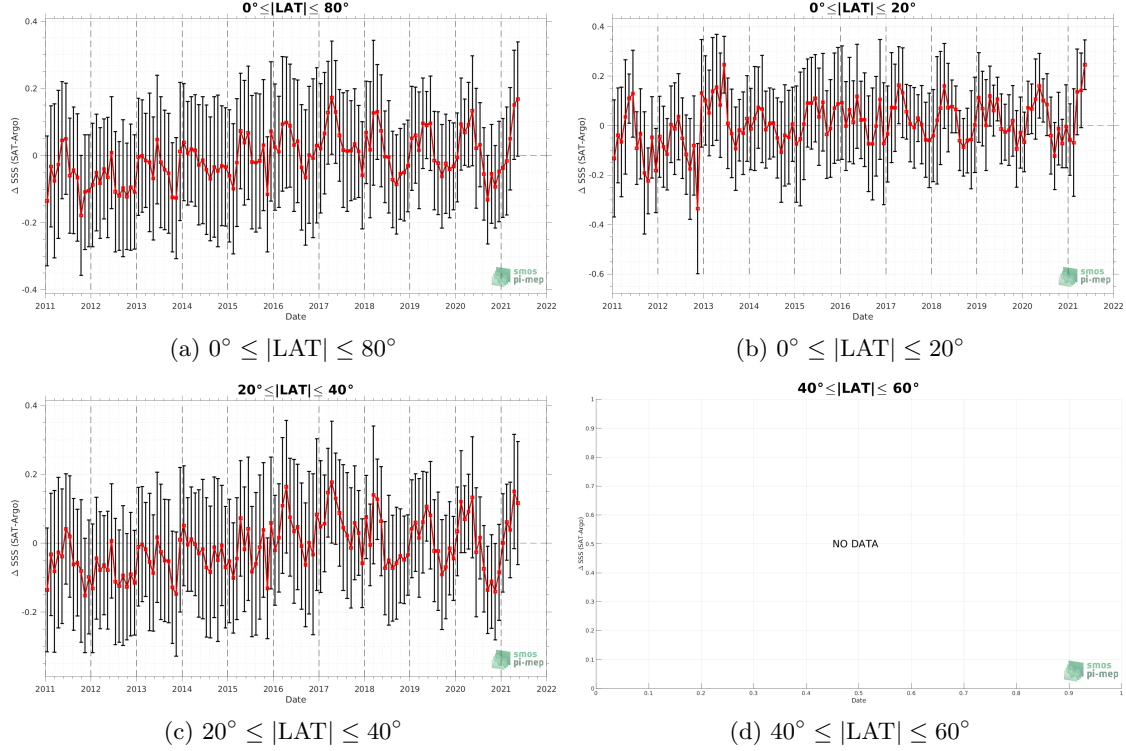 0°≤|LAT|≤ 80°
0.4
0.2
0
-0.2
-0.4
Δ SSS (SAT-Argo)
2011 2012 2013 2014 2015 2016 2017 2018 2019 2020 2021 2022
Date
smos
pi-mep
(a) 0° ≤ |LAT| ≤ 80°
0°≤|LAT|≤ 20°
0.4
0.2
0
-0.2
-0.4
-0.6
Δ SSS (SAT-Argo)
2011 2012 2013 2014 2015 2016 2017 2018 2019 2020 2021 2022
Date
smos
pi-mep
(b) 0° ≤ |LAT| ≤ 20°
20°≤|LAT|≤ 40°
0.4
0.2
0
-0.2
Δ SSS (SAT-Argo)
2011 2012 2013 2014 2015 2016 2017 2018 2019 2020 2021 2022
Date
smos
pi-mep
(c) 20° ≤ |LAT| ≤ 40°
40°≤|LAT|≤ 60°
1
0.9
0.8
0.7
0.6
0.5
0.4
0.3
0.2
0.1
0
Δ SSS (SAT-Argo)
NO DATA
0 0.1 0.2 0.3 0.4 0.5 0.6 0.7 0.8 0.9 1
Date
smos
pi-mep
(d) 40° ≤ |LAT| ≤ 60°